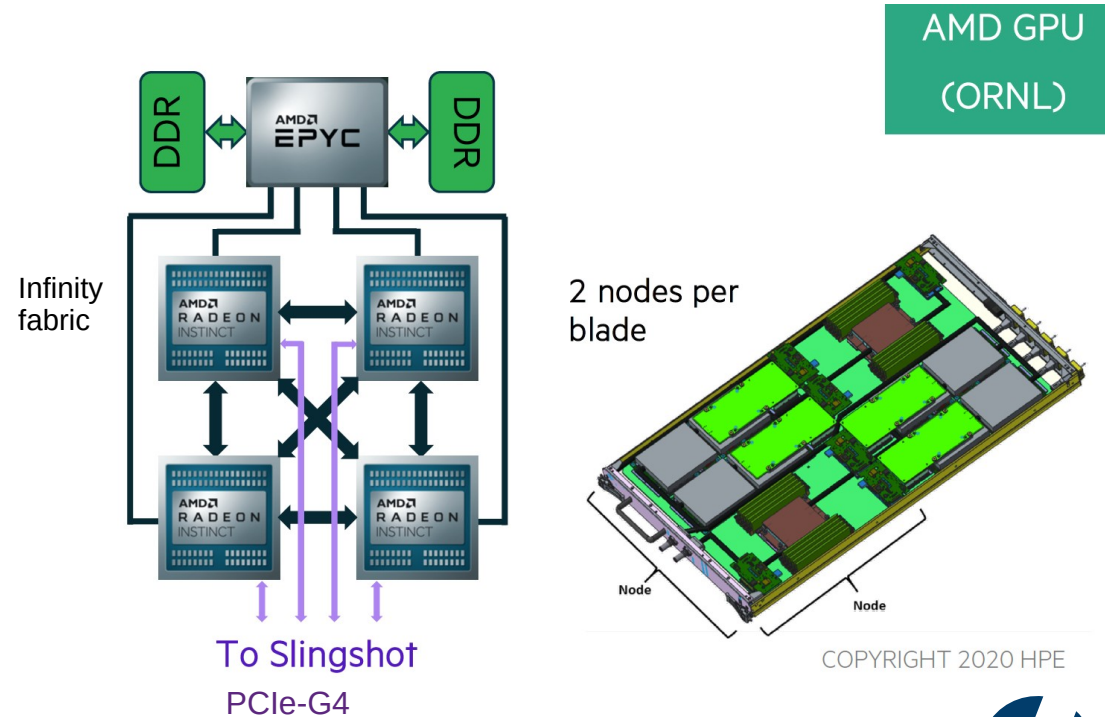 AMD GPU
(ORNL)
DDR
AMD
EPYC
DDR
Infinity
fabric
AMD
RADEON
INSTINCT
AMD
RADEON
INSTINCT
2 nodes per
blade
AMD
RADEON
INSTINCT
AMD
RADEON
INSTINCT
Node
Node
To Slingshot
PCIe-G4
COPYRIGHT 2020 HPE